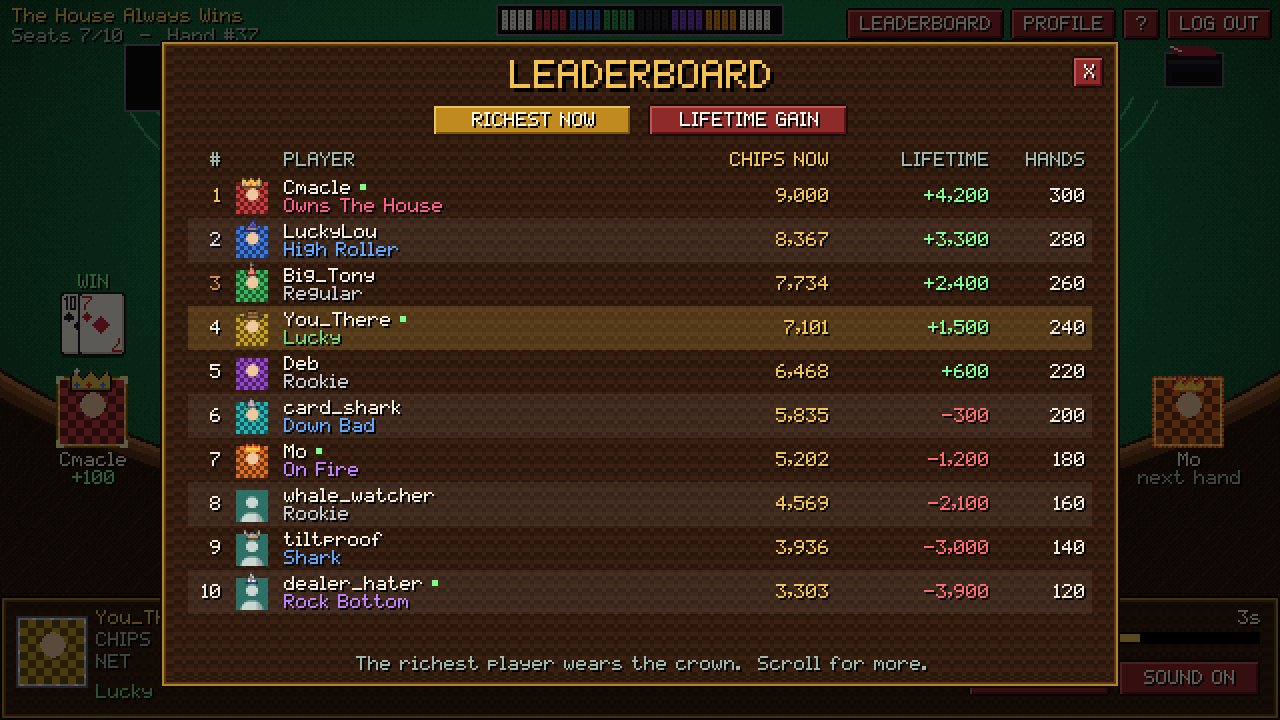 The House Always Wins
Seats 7/10 - Hand #37
LEADERBOARD
PROFILE
?
LOG OUT
LEADERBOARD
X
RICHEST NOW
LIFETIME GAIN
# PLAYER CHIPS NOW LIFETIME HANDS
1 Cmacle 9,000 +4,200 300
Owns The House
2 LuckyLou 8,367 +3,300 280
High Roller
3 Big_Tony 7,734 +2,400 260
Regular
4 You_There 7,101 +1,500 240
Lucky
5 Deb 6,468 +600 220
Rookie
6 card_shark 5,835 -300 200
Down Bad
7 Mo 5,202 -1,200 180
On Fire
8 whale_watcher 4,569 -2,100 160
Rookie
9 tiltproof 3,936 -3,000 140
Shark
10 dealer_hater 3,303 -3,900 120
Rock Bottom
The richest player wears the crown. Scroll for more.
WIN
10 7
7
Cmacle
+100
Mo
next hand
You_Th
CHIPS
NET
Lucky
3s
SOUND ON